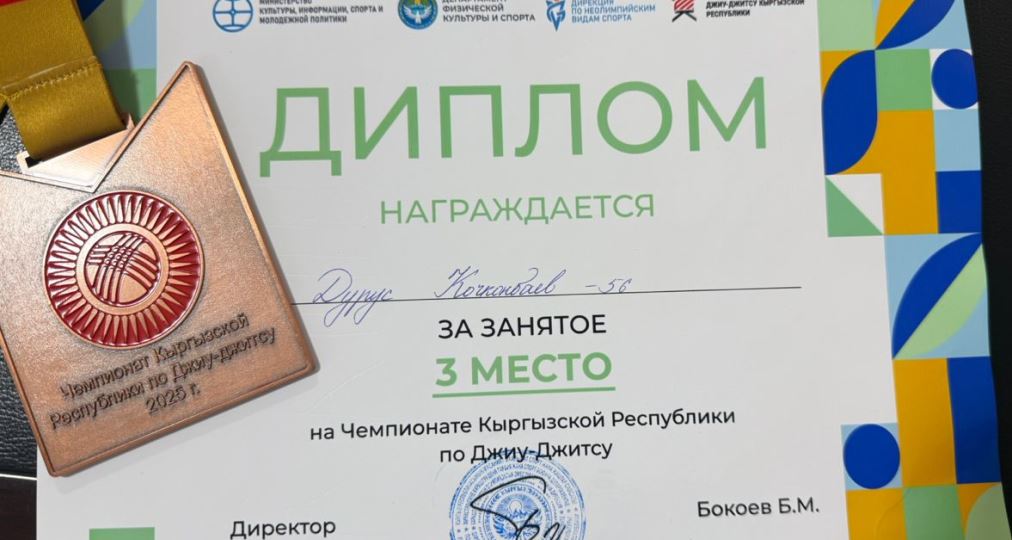 МИНИСТЕРСТВО
КУЛЬТУРЫ, ИНФОРМАЦИИ, СПОРТА И
МОЛОДЕЖНОЙ ПОЛИТИКИ
ДЕПАРТАМЕНТ
ФИЗИЧЕСКОЙ
КУЛЬТУРЫ И СПОРТА
ДИРЕКЦИЯ
ПО НЕОЛИМПИЙСКИМ
ВИДАМ СПОРТА
ДЖИУ-ДЖИТСУ КЫРГЫЗСКОЙ
РЕСПУБЛИКИ
ДИПЛОМ
НАГРАЖДАЕТСЯ
Дурус Кочконбаев -56
ЗА ЗАНЯТОЕ
3 МЕСТО
на Чемпионате Кыргызской Республики
по Джиу-Джитсу
Директор
Бокоев Б.М.
Чемпионат Кыргызской
Республики по Джиу-джитсу
2025 г.